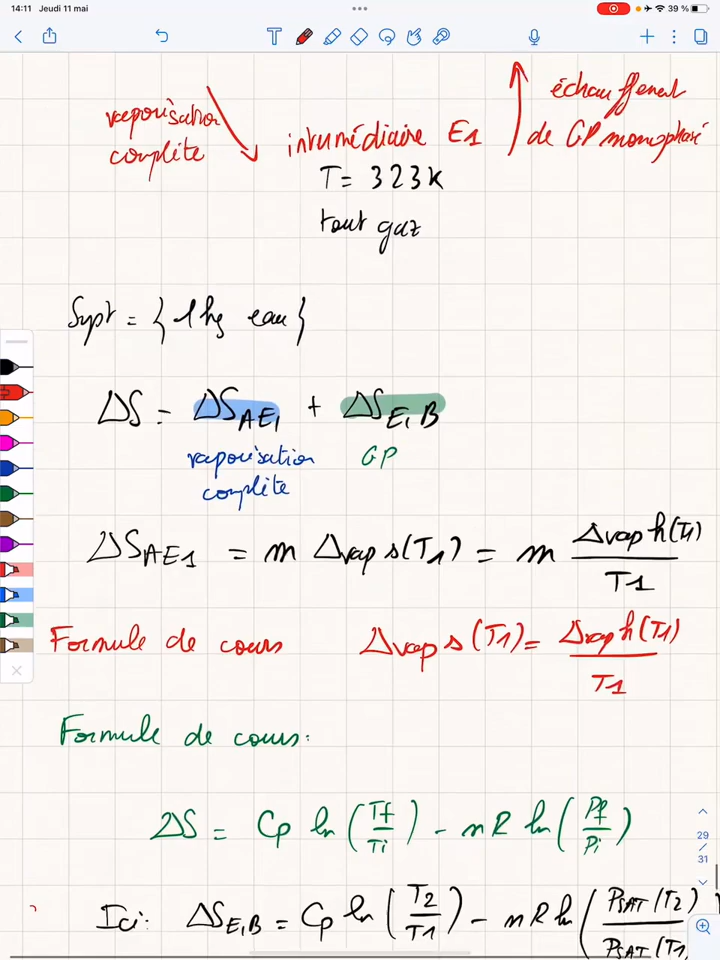 14:11 Jeudi 11 mai
39 %
vaporisation
complète
échauffement
de GP monophasé
intermédiaire E1
T = 323K
tout gaz
Syst = { 1 kg eau }
ΔS = ΔS_AE1 + ΔS_E1B
vaporisation
complète
GP
ΔS_AE1 = m Δvap s(T1) = m Δvap h(T1) / T1
Formule de cours Δvap s (T1) = Δvap h(T1) / T1
Formule de cours:
ΔS = Cp ln (Tf/Ti) - nR ln (Pf/Pi)
29
/
31
Ici: ΔS_E1B = Cp ln (T2/T1) - nR ln (PSAT(T2)/PSAT(T1)